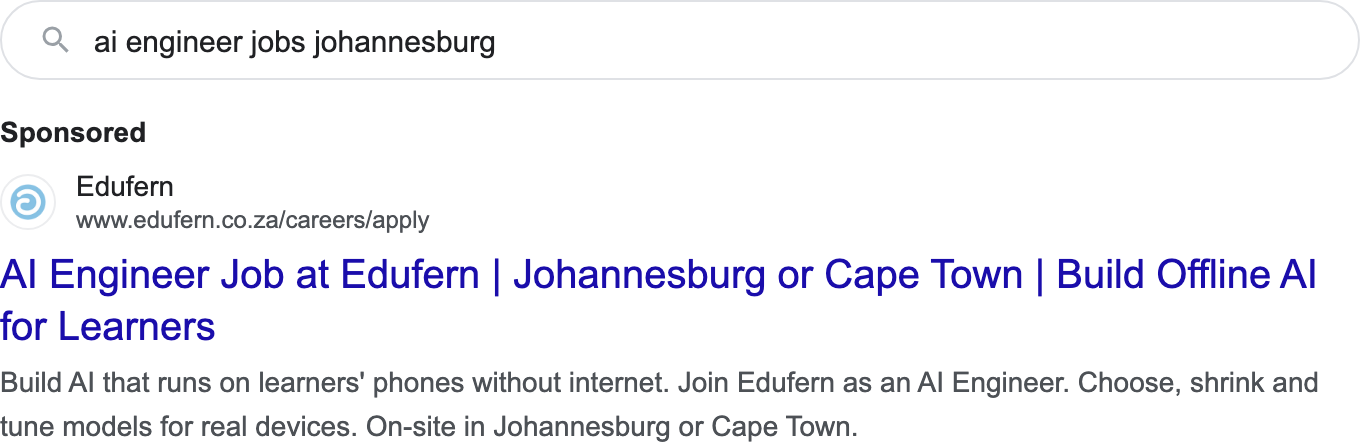 ai engineer jobs johannesburg
Sponsored
Edufern
www.edufern.co.za/careers/apply
AI Engineer Job at Edufern | Johannesburg or Cape Town | Build Offline AI
for Learners
Build AI that runs on learners' phones without internet. Join Edufern as an AI Engineer. Choose, shrink and
tune models for real devices. On-site in Johannesburg or Cape Town.